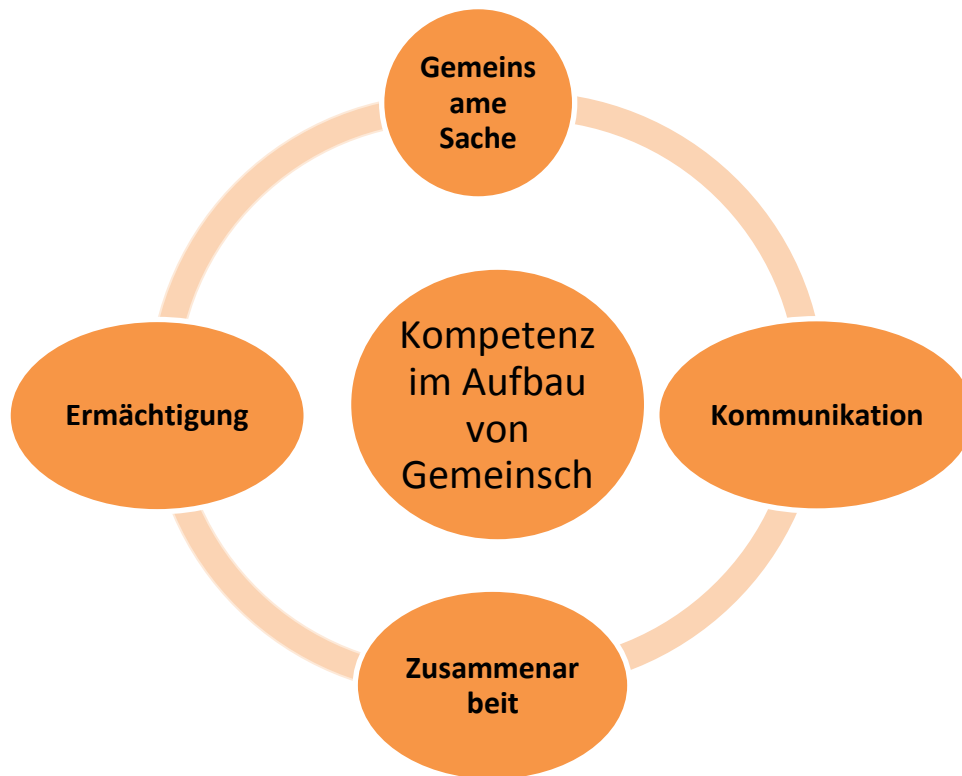 Gemeins
ame
Sache
Ermächtigung
Kompetenz
im Aufbau
von
Gemeinsch
Kommunikation
Zusammenar
beit